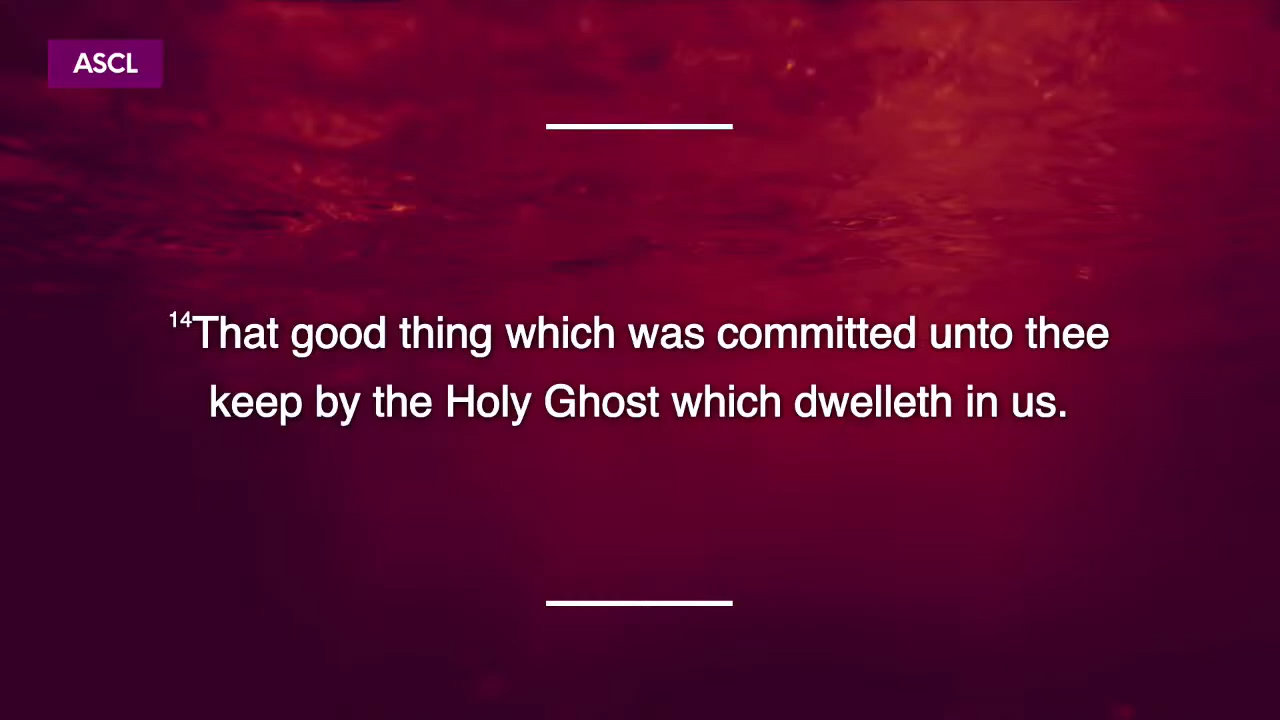 ASCL
14That good thing which was committed unto thee
keep by the Holy Ghost which dwelleth in us.